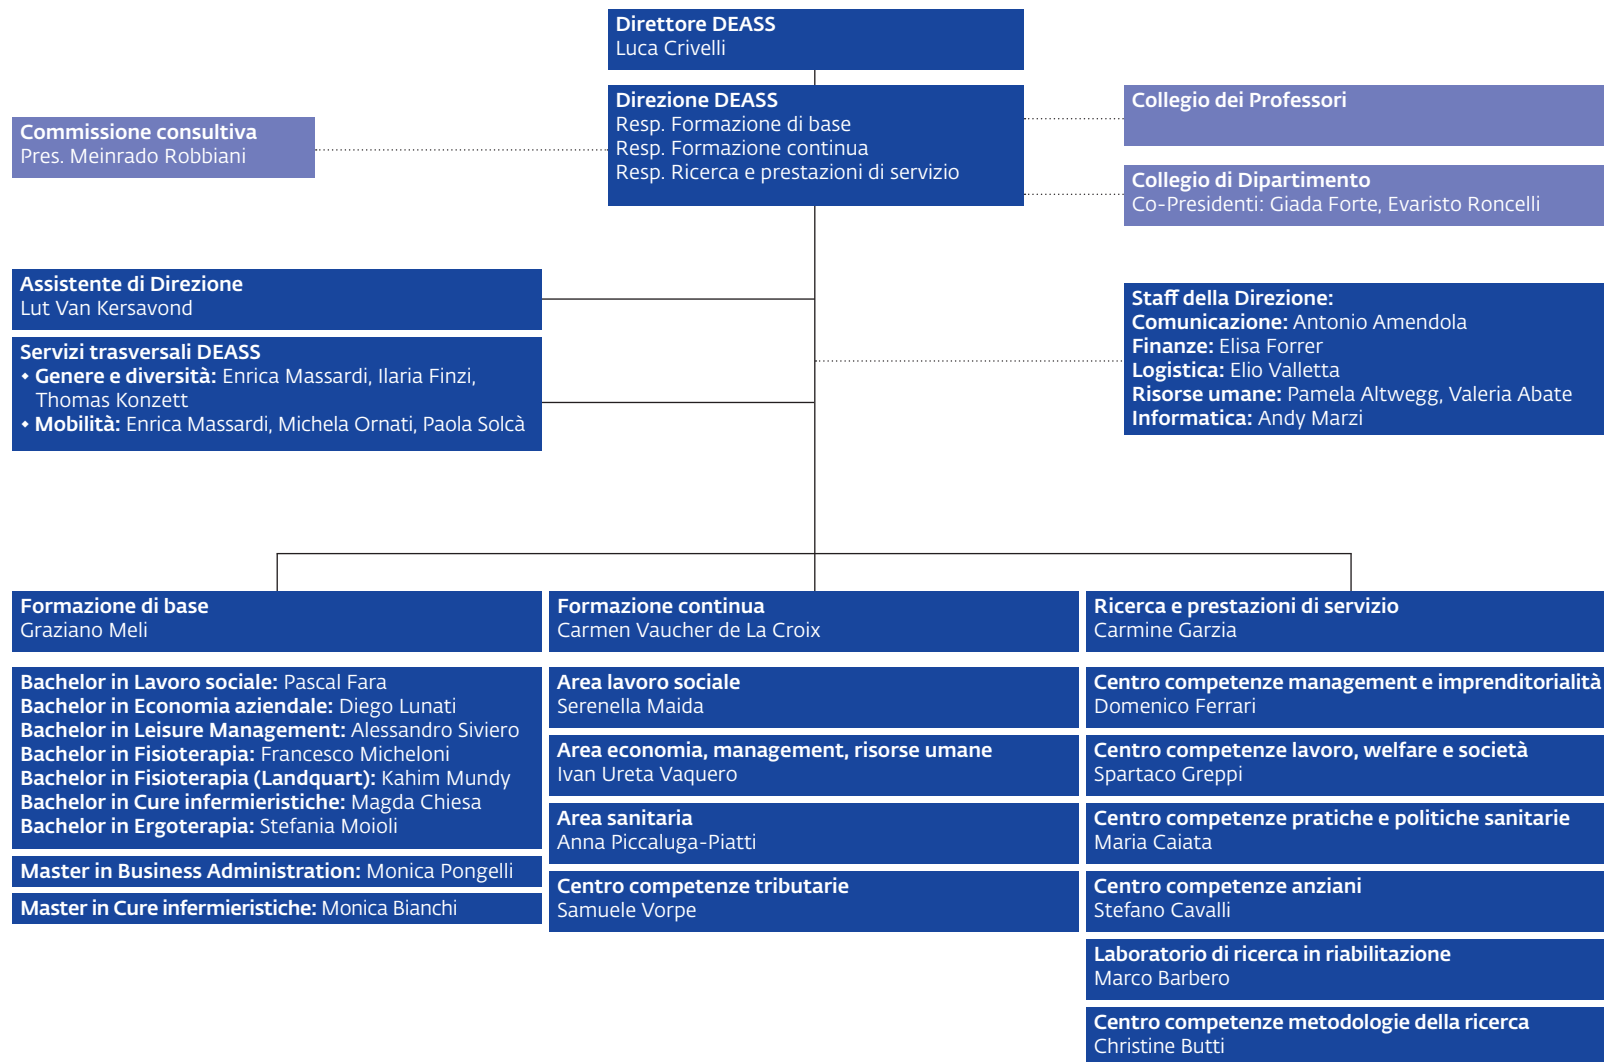 Direttore DEASS
Luca Crivelli
Direzione DEASS
Resp. Formazione di base
Resp. Formazione continua
Resp. Ricerca e prestazioni di servizio
Commissione consultiva
Pres. Meinrado Robbiani
Collegio dei Professori
Collegio di Dipartimento
Co-Presidenti: Giada Forte, Evaristo Roncelli
Assistente di Direzione
Lut Van Kersavond
Servizi trasversali DEASS
• Genere e diversità: Enrica Massardi, Ilaria Finzi,
Thomas Konzett
• Mobilità: Enrica Massardi, Michela Ornati, Paola Solcà
Staff della Direzione:
Comunicazione: Antonio Amendola
Finanze: Elisa Forrer
Logistica: Elio Valletta
Risorse umane: Pamela Altwegg, Valeria Abate
Informatica: Andy Marzi
Formazione di base
Graziano Meli
Bachelor in Lavoro sociale: Pascal Fara
Bachelor in Economia aziendale: Diego Lunati
Bachelor in Leisure Management: Alessandro Siviero
Bachelor in Fisioterapia: Francesco Micheloni
Bachelor in Fisioterapia (Landquart): Kahim Mundy
Bachelor in Cure infermieristiche: Magda Chiesa
Bachelor in Ergoterapia: Stefania Moioli
Master in Business Administration: Monica Pongelli
Master in Cure infermieristiche: Monica Bianchi
Formazione continua
Carmen Vaucher de La Croix
Area lavoro sociale
Serenella Maida
Area economia, management, risorse umane
Ivan Ureta Vaquero
Area sanitaria
Anna Piccaluga-Piatti
Centro competenze tributarie
Samuele Vorpe
Ricerca e prestazioni di servizio
Carmine Garzia
Centro competenze management e imprenditorialità
Domenico Ferrari
Centro competenze lavoro, welfare e società
Spartaco Greppi
Centro competenze pratiche e politiche sanitarie
Maria Caiata
Centro competenze anziani
Stefano Cavalli
Laboratorio di ricerca in riabilitazione
Marco Barbero
Centro competenze metodologie della ricerca
Christine Butti